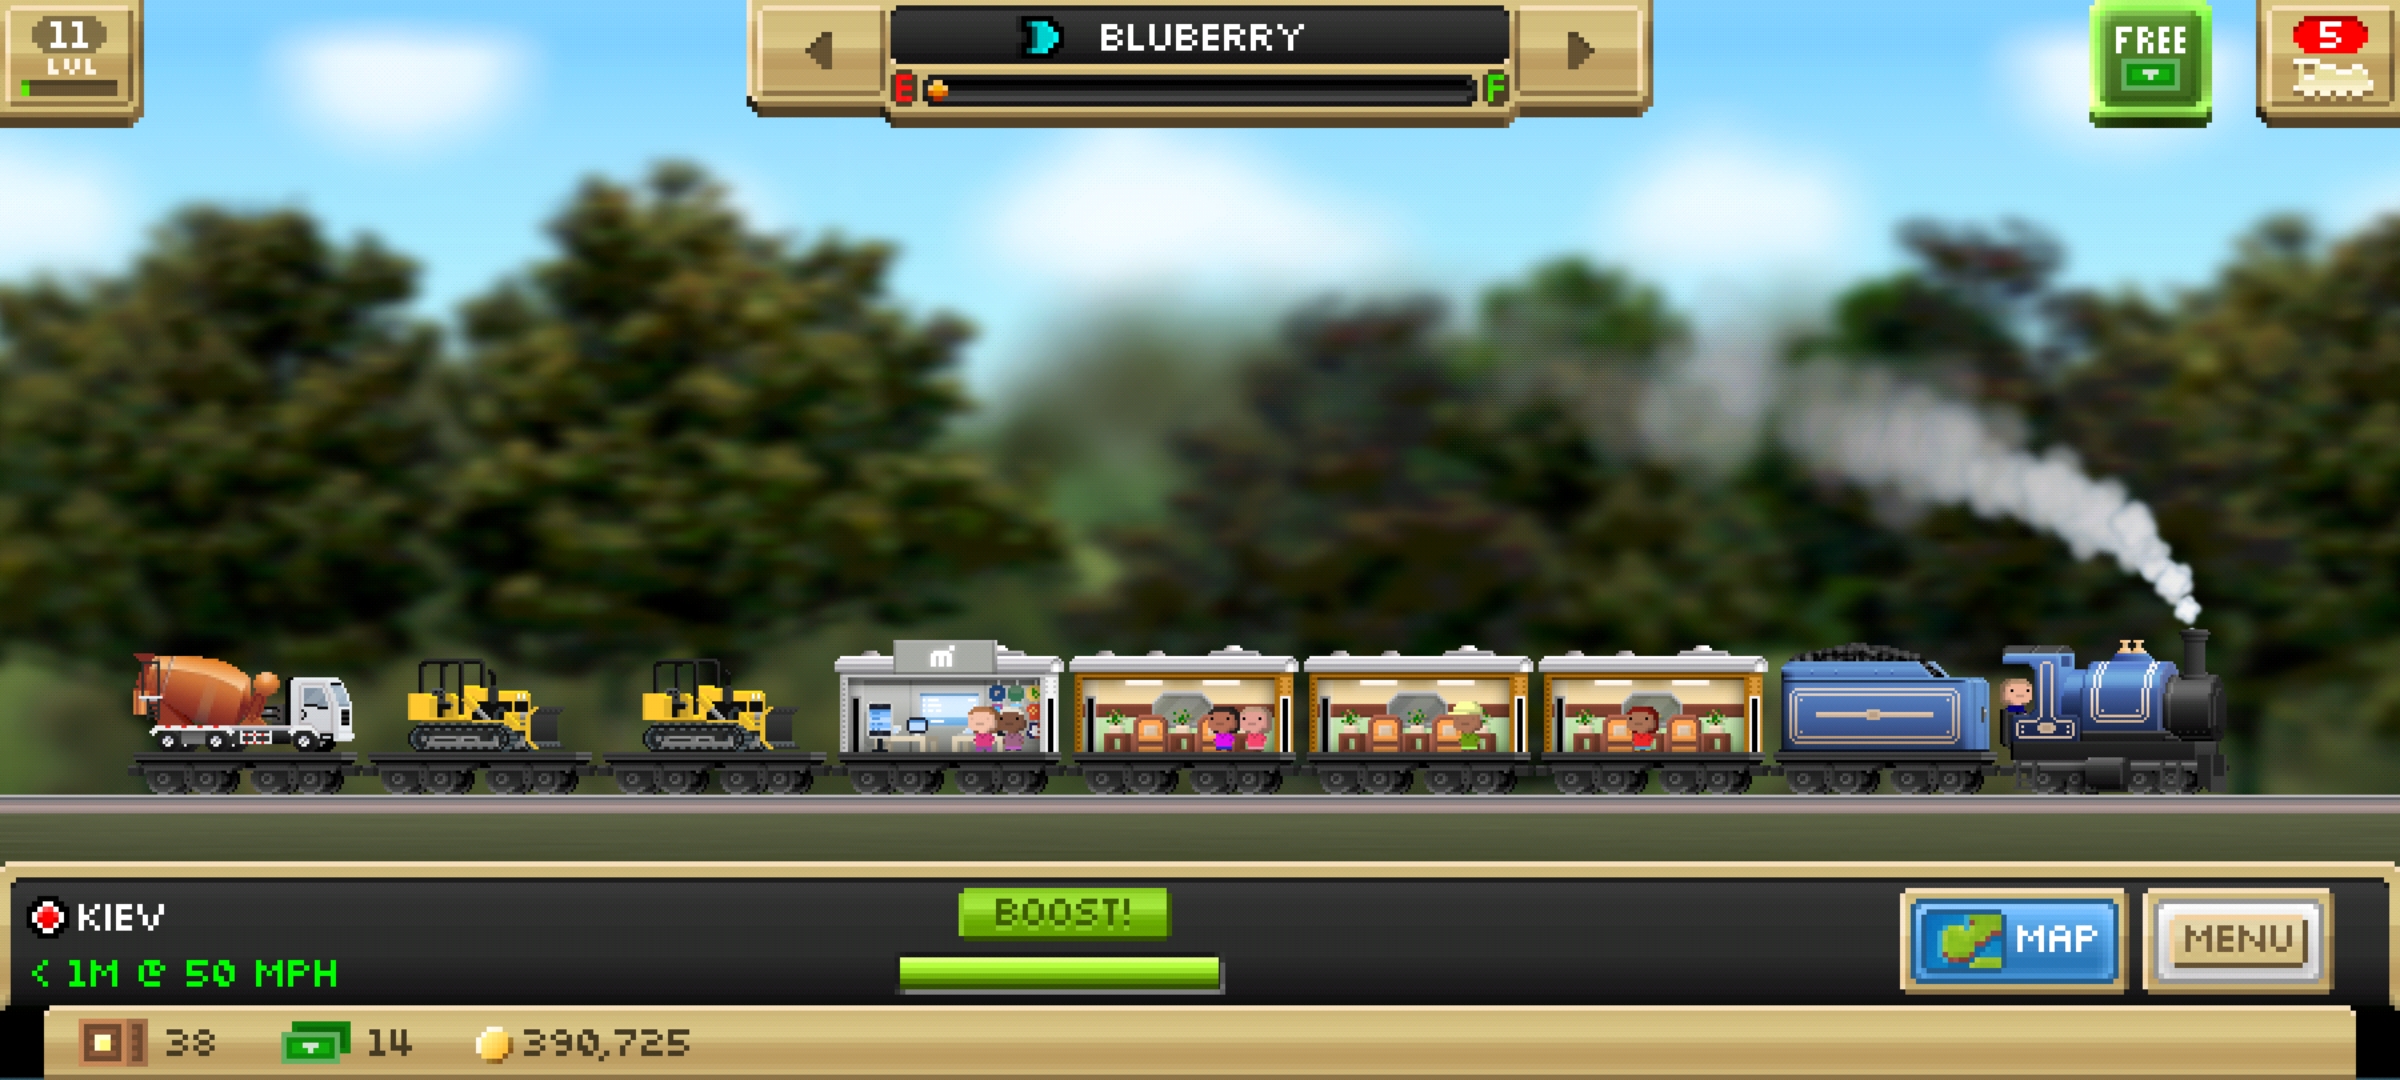 11
LVL
BLUBERRY
E F
FREE
5
m
KIEV
< 1M @ 50 MPH
BOOST!
MAP
MENU
38 14 390,725